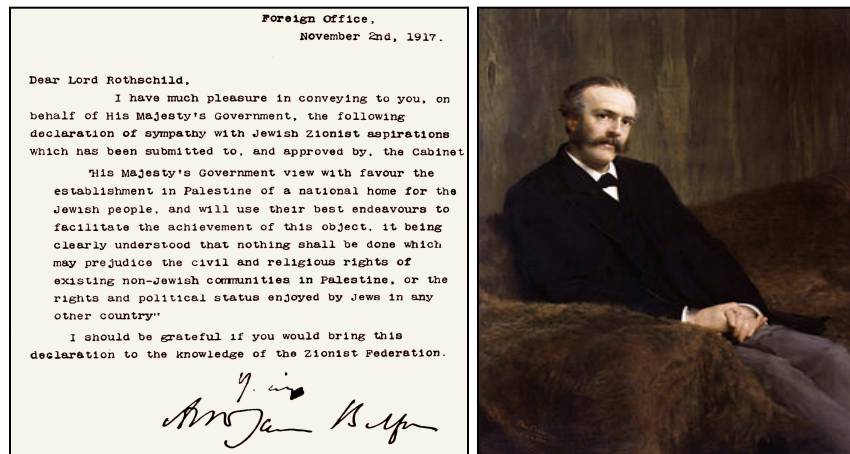 Foreign Office,
November 2nd, 1917.
Dear Lord Rothschild,
I have much pleasure in conveying to you, on
behalf of His Majesty's Government, the following
declaration of sympathy with Jewish Zionist aspirations
which has been submitted to, and approved by, the Cabinet
"His Majesty's Government view with favour the
establishment in Palestine of a national home for the
Jewish people, and will use their best endeavours to
facilitate the achievement of this object, it being
clearly understood that nothing shall be done which
may prejudice the civil and religious rights of
existing non-Jewish communities in Palestine, or the
rights and political status enjoyed by Jews in any
other country"
I should be grateful if you would bring this
declaration to the knowledge of the Zionist Federation.